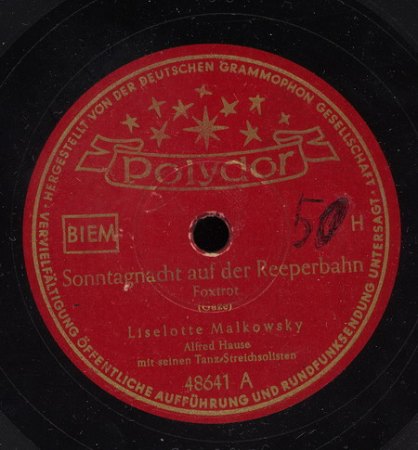 HERGESTELLT VON DER DEUTSCHEN GRAMMOPHON GESELLSCHAFT · VERVIELFÄLTIGUNG ÖFFENTLICHE AUFFÜHRUNG UND RUNDFUNKSENDUNG UNTERSAGT ·
Polydor
50
BIEM
H
Sonntagnacht auf der Reeperbahn
Foxtrot
(Gaze)
Liselotte Malkowsky
Alfred Hause
mit seinen Tanz-Streichsolisten
48641 A